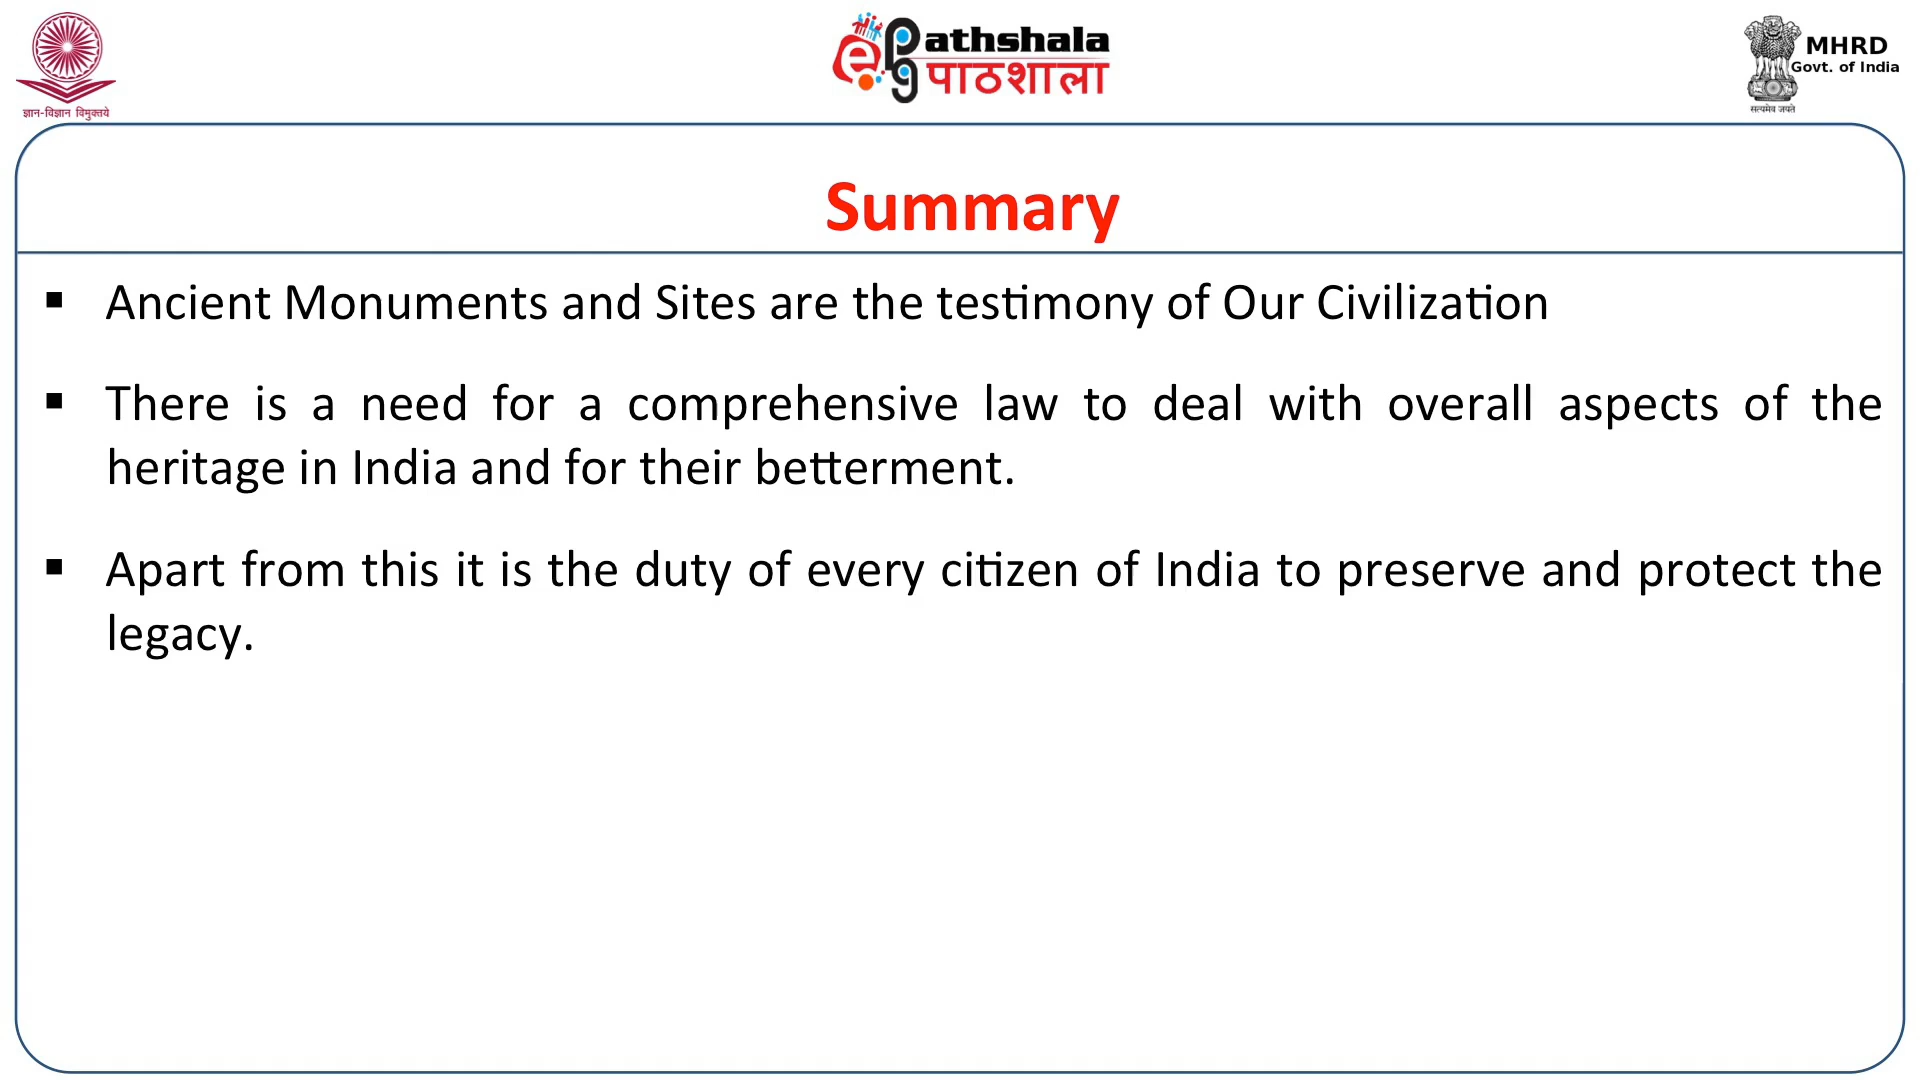 ज्ञान-विज्ञान विमुक्तये
ePG Pathshala
पाठशाला
MHRD
Govt. of India
सत्यमेव जयते
Summary
▪ Ancient Monuments and Sites are the testimony of Our Civilization
▪ There is a need for a comprehensive law to deal with overall aspects of the
heritage in India and for their betterment.
▪ Apart from this it is the duty of every citizen of India to preserve and protect the
legacy.